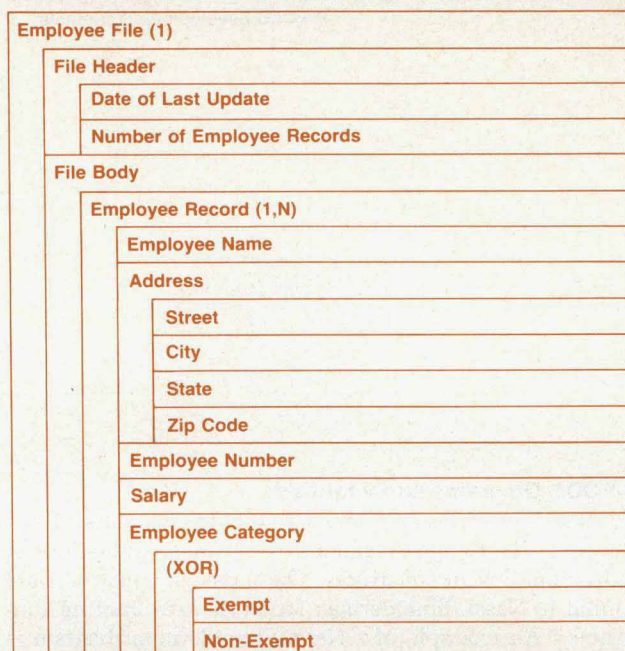 Employee File (1)
File Header
Date of Last Update
Number of Employee Records
File Body
Employee Record (1,N)
Employee Name
Address
Street
City
State
Zip Code
Employee Number
Salary
Employee Category
(XOR)
Exempt
Non-Exempt